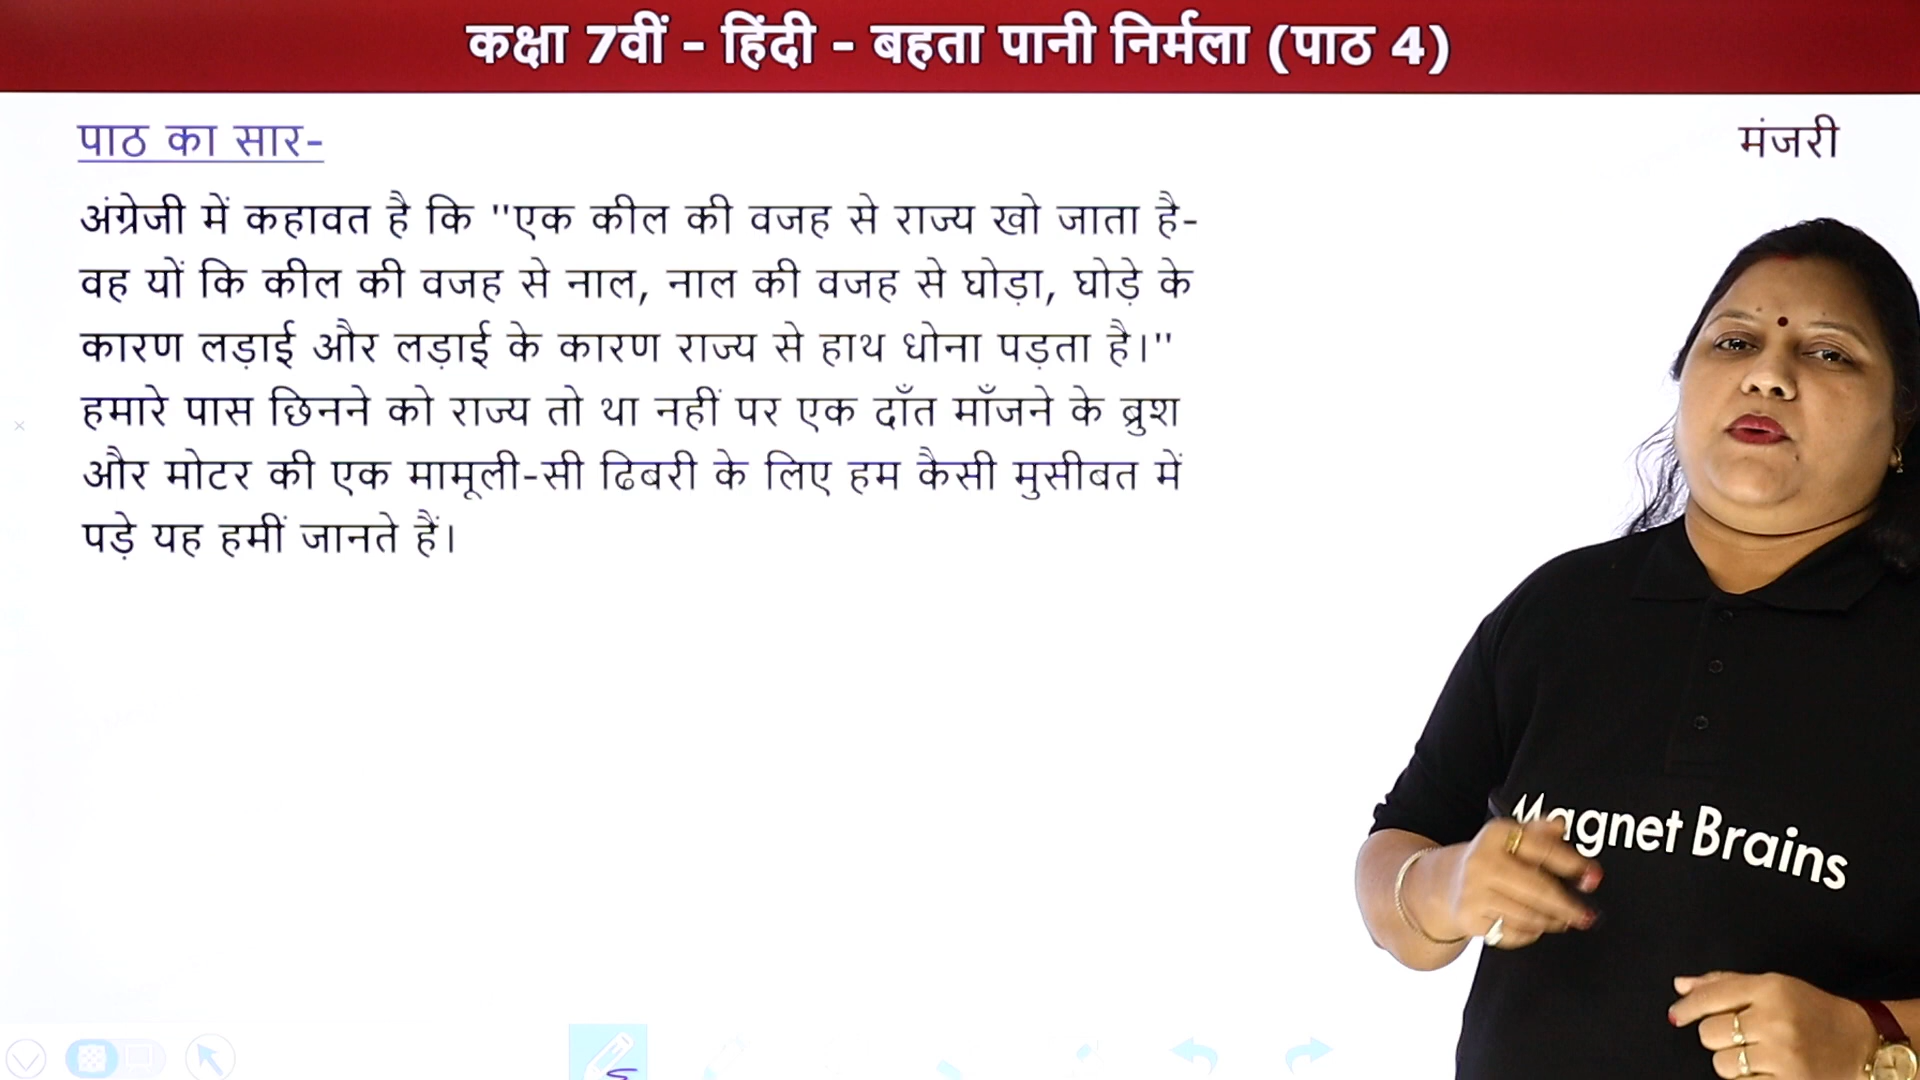 कक्षा 7वीं - हिंदी - बहता पानी निर्मला (पाठ 4)
पाठ का सार-
मंजरी
अंग्रेजी में कहावत है कि "एक कील की वजह से राज्य खो जाता है-
वह यों कि कील की वजह से नाल, नाल की वजह से घोड़ा, घोड़े के
कारण लड़ाई और लड़ाई के कारण राज्य से हाथ धोना पड़ता है।"
हमारे पास छिनने को राज्य तो था नहीं पर एक दाँत माँजने के ब्रुश
और मोटर की एक मामूली-सी ढिबरी के लिए हम कैसी मुसीबत में
पड़े यह हमीं जानते हैं।
Magnet Brains